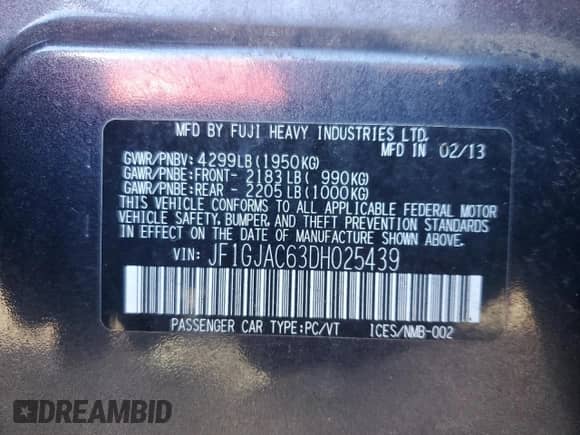 MFD BY FUJI HEAVY INDUSTRIES LTD.
MFD IN 02/13
GVWR/PNBV: 4299LB(1950KG)
GAWR/PNBE:FRONT- 2183LB( 990KG)
GAWR/PNBE:REAR - 2205LB(1000KG)
THIS VEHICLE CONFORMS TO ALL APPLICABLE FEDERAL MOTOR
VEHICLE SAFETY, BUMPER, AND THEFT PREVENTION STANDARDS
IN EFFECT ON THE DATE OF MANUFACTURE SHOWN ABOVE.
VIN: JF1GJAC63DH025439
PASSENGER CAR TYPE:PC/VT ICES/NMB-002
DREAMBID